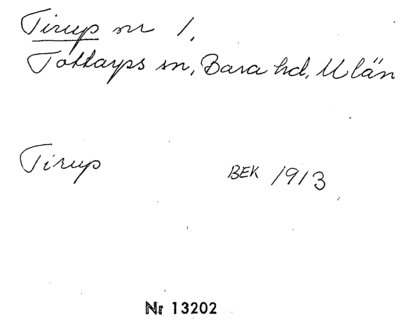 Tirup nr 1.
Tottarps sn, Bara hd, M län
Tirup
BEK 1913
Nr 13202